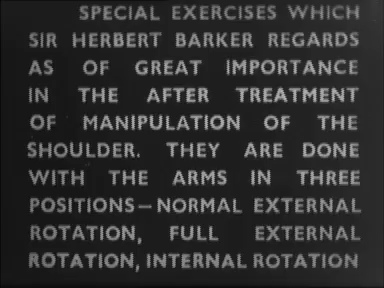 SPECIAL EXERCISES WHICH
SIR HERBERT BARKER REGARDS
AS OF GREAT IMPORTANCE
IN THE AFTER TREATMENT
OF MANIPULATION OF THE
SHOULDER. THEY ARE DONE
WITH THE ARMS IN THREE
POSITIONS—NORMAL EXTERNAL
ROTATION, FULL EXTERNAL
ROTATION, INTERNAL ROTATION